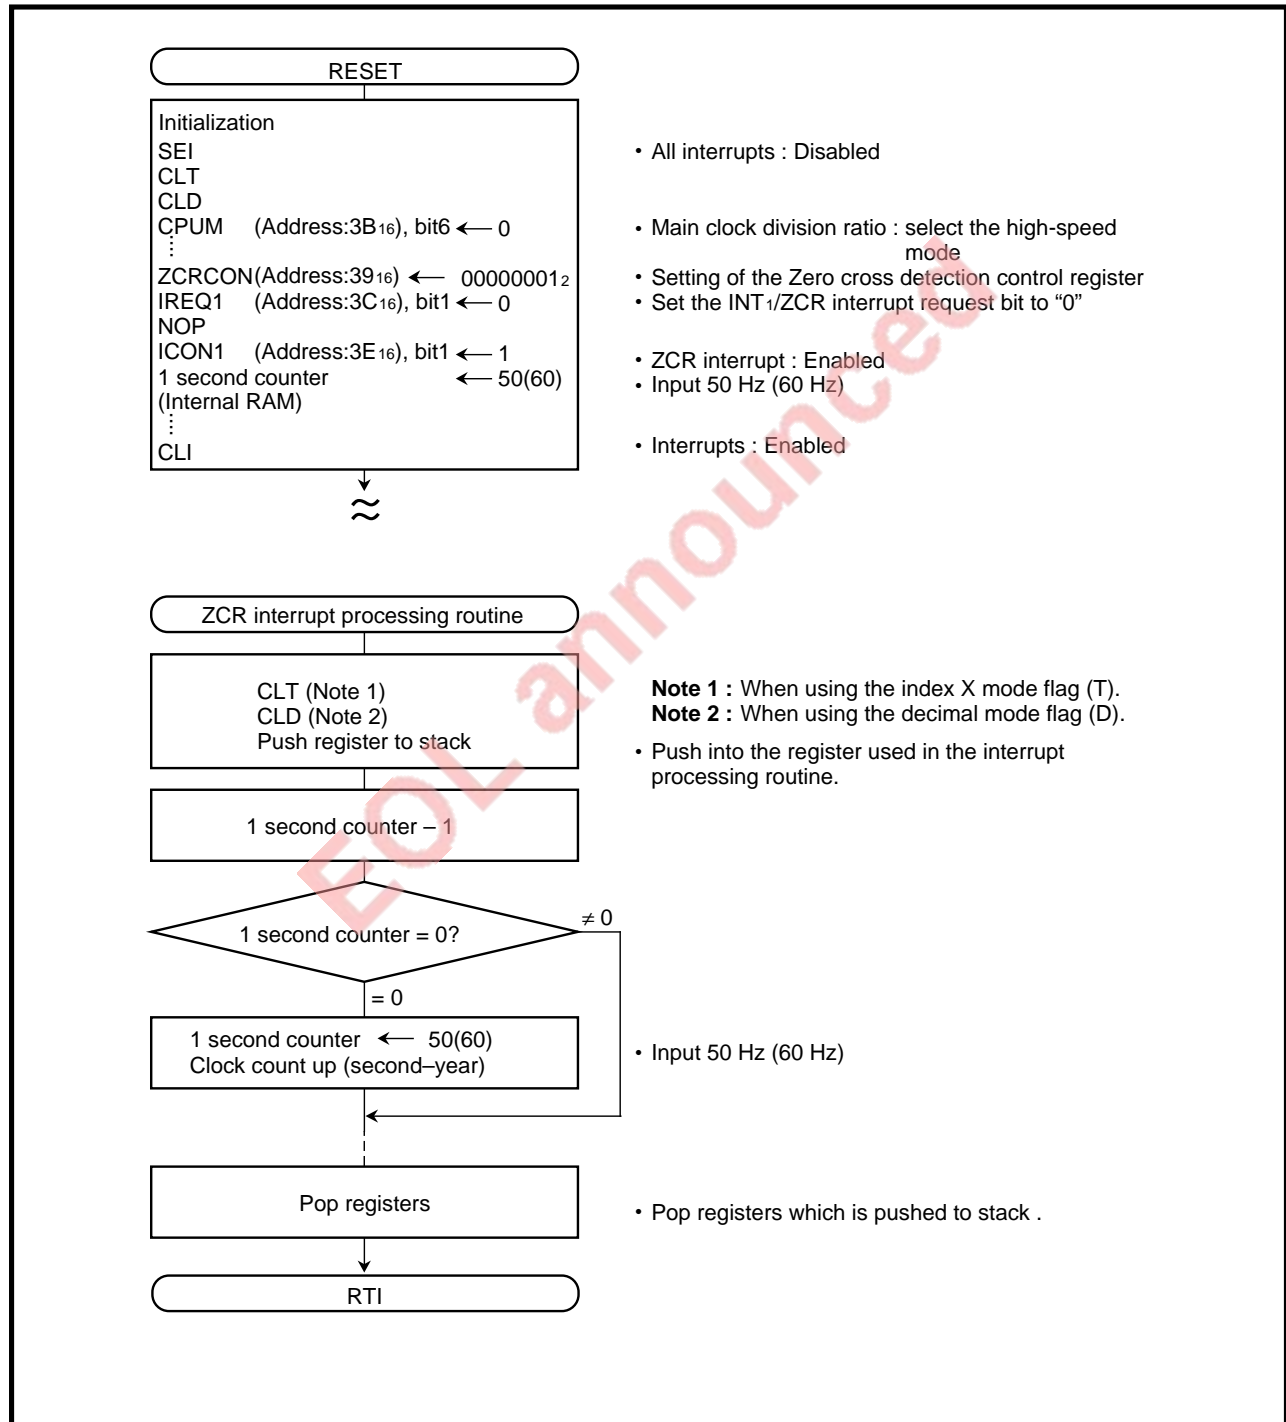 RESET
Initialization
SEI
• All interrupts : Disabled
CLT
CLD
CPUM (Address:3B16), bit6 ← 0
• Main clock division ratio : select the high-speed
mode
ZCRCON(Address:3916) ← 000000012
• Setting of the Zero cross detection control register
IREQ1 (Address:3C16), bit1 ← 0
• Set the INT1/ZCR interrupt request bit to “0”
NOP
ICON1 (Address:3E16), bit1 ← 1
• ZCR interrupt : Enabled
1 second counter ← 50(60)
• Input 50 Hz (60 Hz)
(Internal RAM)
CLI
• Interrupts : Enabled
ZCR interrupt processing routine
CLT (Note 1)
CLD (Note 2)
Push register to stack
Note 1 : When using the index X mode flag (T).
Note 2 : When using the decimal mode flag (D).
• Push into the register used in the interrupt
processing routine.
1 second counter – 1
1 second counter = 0?
≠ 0
= 0
1 second counter ← 50(60)
Clock count up (second–year)
• Input 50 Hz (60 Hz)
Pop registers
• Pop registers which is pushed to stack .
RTI
EOL announced